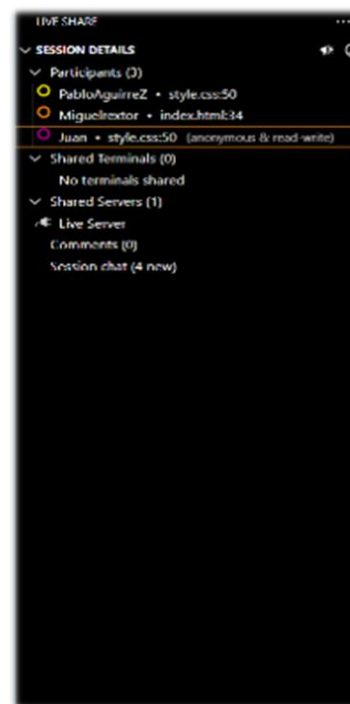 LIVE SHARE
SESSION DETAILS
Participants (3)
PabloAguirreZ • style.css:50
Miguelrextor • index.html:34
Juan • style.css:50 (anonymous & read-write)
Shared Terminals (0)
No terminals shared
Shared Servers (1)
Live Server
Comments (0)
Session chat (4 new)